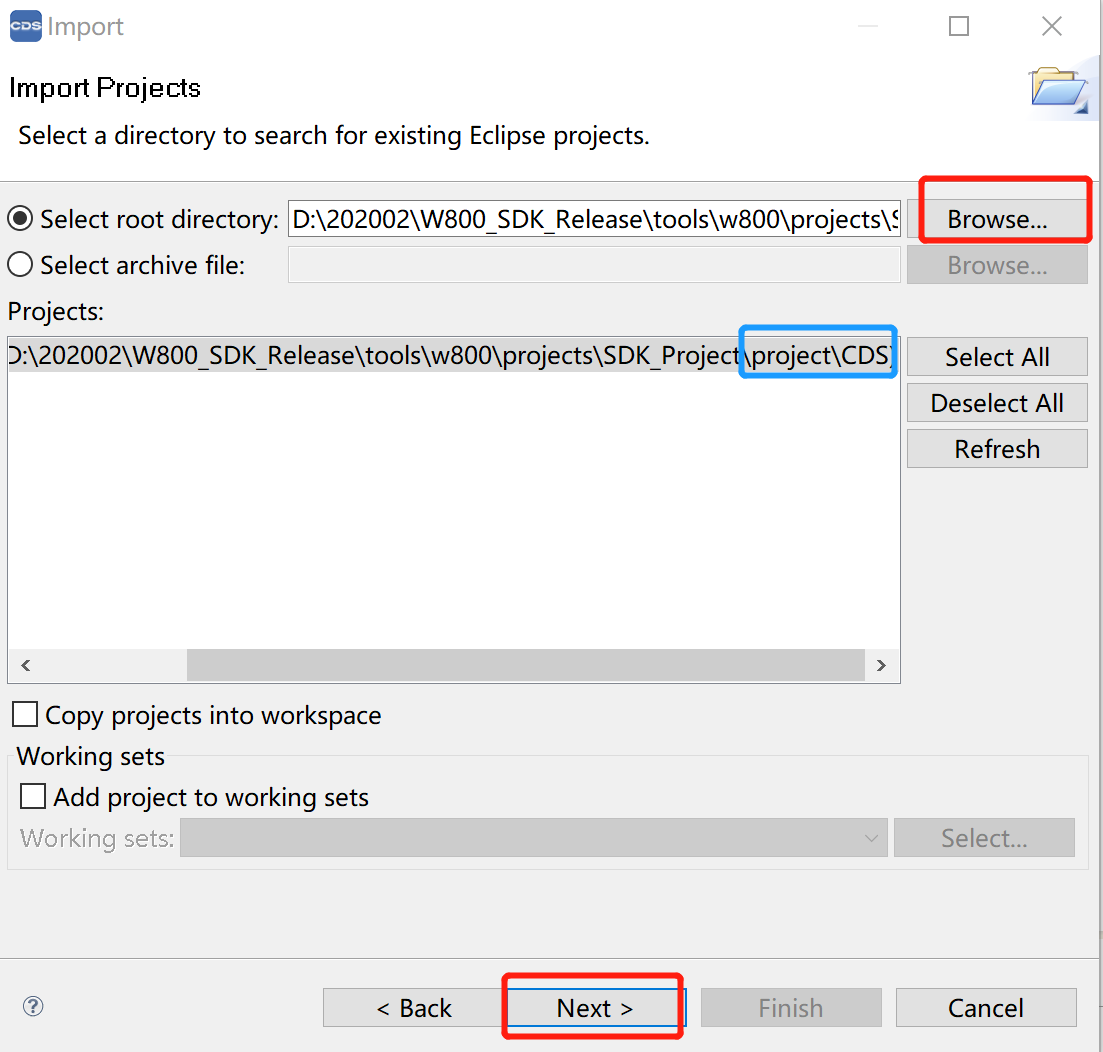 CDS Import
Import Projects
Select a directory to search for existing Eclipse projects.
Select root directory: D:\202002\W800_SDK_Release\tools\w800\projects\S Browse...
Select archive file: Browse...
Projects:
D:\202002\W800_SDK_Release\tools\w800\projects\SDK_Project\project\CDS) Select All
Deselect All
Refresh
Copy projects into workspace
Working sets
Add project to working sets
Working sets: Select...
? < Back Next > Finish Cancel